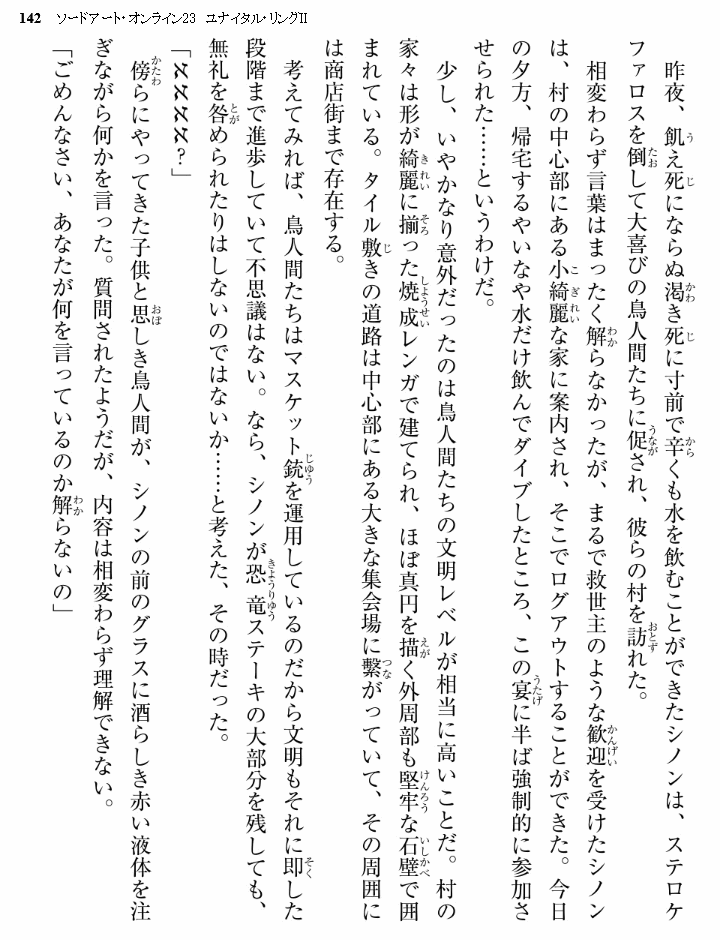 142 ソードアート・オンライン23 ユナイタル・リングⅡ
昨夜、飢え死にならぬ渇き死に寸前で辛くも水を飲むことができたシノンは、ステロケ
ファロスを倒して大喜びの鳥人間たちに促され、彼らの村を訪れた。
相変わらず言葉はまったく解らなかったが、まるで救世主のような歓迎を受けたシノン
は、村の中心部にある小綺麗な家に案内され、そこでログアウトすることができた。今日
の夕方、帰宅するやいなや水だけ飲んでダイブしたところ、この宴に半ば強制的に参加さ
せられた……というわけだ。
少し、いやかなり意外だったのは鳥人間たちの文明レベルが相当に高いことだ。村の
家々は形が綺麗に揃った焼成レンガで建てられ、ほぼ真円を描く外周部も堅牢な石壁で囲
まれている。タイル敷きの道路は中心部にある大きな集会場に繋がっていて、その周囲に
は商店街まで存在する。
考えてみれば、鳥人間たちはマスケット銃を運用しているのだから文明もそれに即した
段階まで進歩していて不思議はない。なら、シノンが恐竜ステーキの大部分を残しても、
無礼を咎められたりはしないのではないか……と考えた、その時だった。
「ℵℵℵℵ?」
傍らにやってきた子供と思しき鳥人間が、シノンの前のグラスに酒らしき赤い液体を注
ぎながら何かを言った。質問されたようだが、内容は相変わらず理解できない。
「ごめんなさい、あなたが何を言っているのか解らないの」